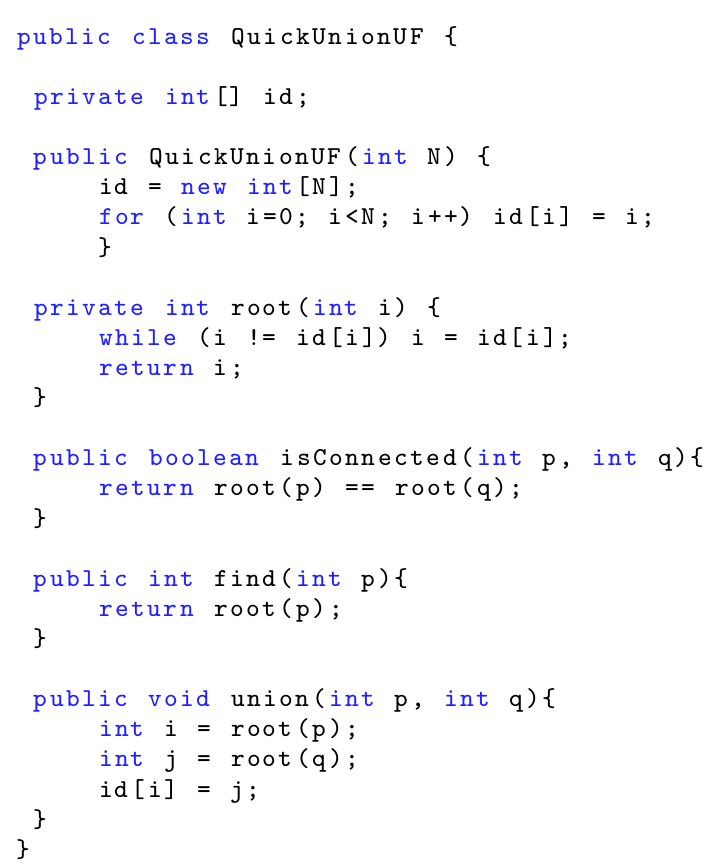 public class QuickUnionUF {
private int[] id;
public QuickUnionUF(int N) {
id = new int[N];
for (int i=0; i<N; i++) id[i] = i;
}
private int root(int i) {
while (i != id[i]) i = id[i];
return i;
}
public boolean isConnected(int p, int q){
return root(p) == root(q);
}
public int find(int p){
return root(p);
}
public void union(int p, int q){
int i = root(p);
int j = root(q);
id[i] = j;
}
}